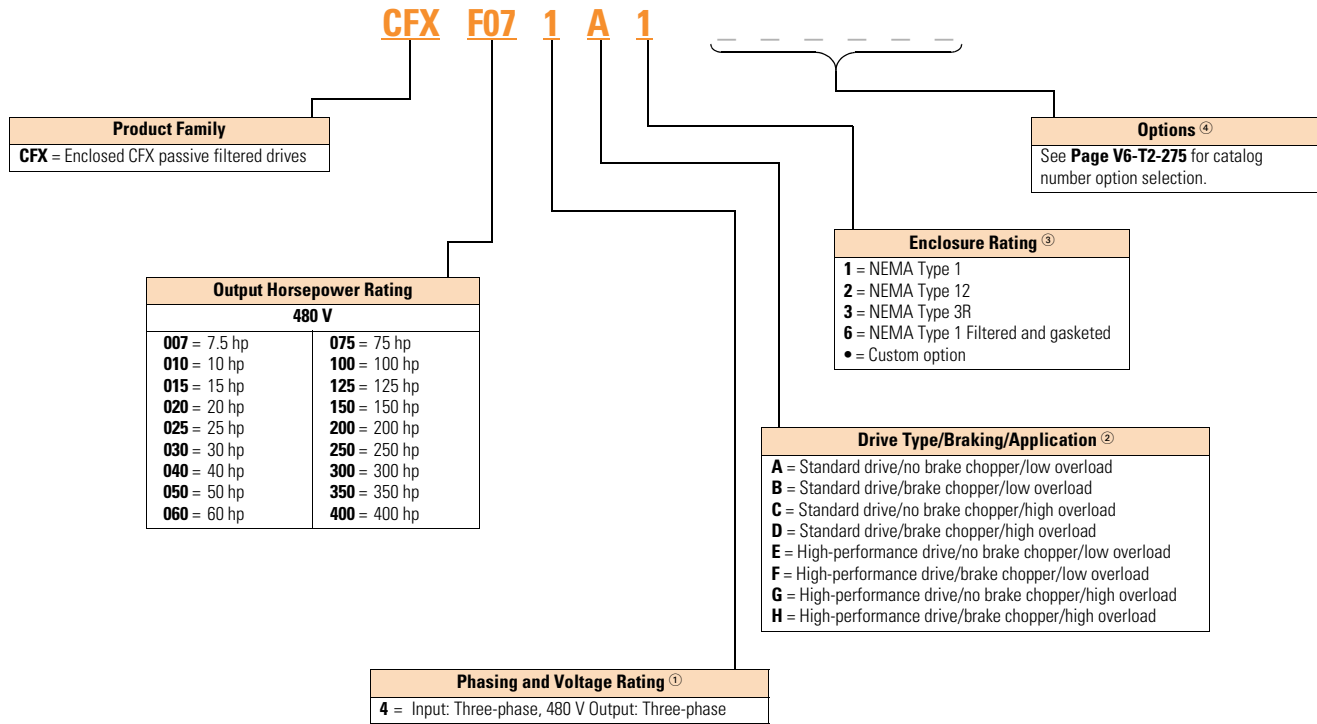 CFX F07 1 A 1 _ _ _ _ _ _
Product Family
CFX = Enclosed CFX passive filtered drives
Options ④
See Page V6-T2-275 for catalog
number option selection.
Enclosure Rating ③
1 = NEMA Type 1
2 = NEMA Type 12
3 = NEMA Type 3R
6 = NEMA Type 1 Filtered and gasketed
• = Custom option
Output Horsepower Rating
480 V
007 = 7.5 hp
010 = 10 hp
015 = 15 hp
020 = 20 hp
025 = 25 hp
030 = 30 hp
040 = 40 hp
050 = 50 hp
060 = 60 hp
075 = 75 hp
100 = 100 hp
125 = 125 hp
150 = 150 hp
200 = 200 hp
250 = 250 hp
300 = 300 hp
350 = 350 hp
400 = 400 hp
Drive Type/Braking/Application ②
A = Standard drive/no brake chopper/low overload
B = Standard drive/brake chopper/low overload
C = Standard drive/no brake chopper/high overload
D = Standard drive/brake chopper/high overload
E = High-performance drive/no brake chopper/low overload
F = High-performance drive/brake chopper/low overload
G = High-performance drive/no brake chopper/high overload
H = High-performance drive/brake chopper/high overload
Phasing and Voltage Rating ①
4 = Input: Three-phase, 480 V Output: Three-phase